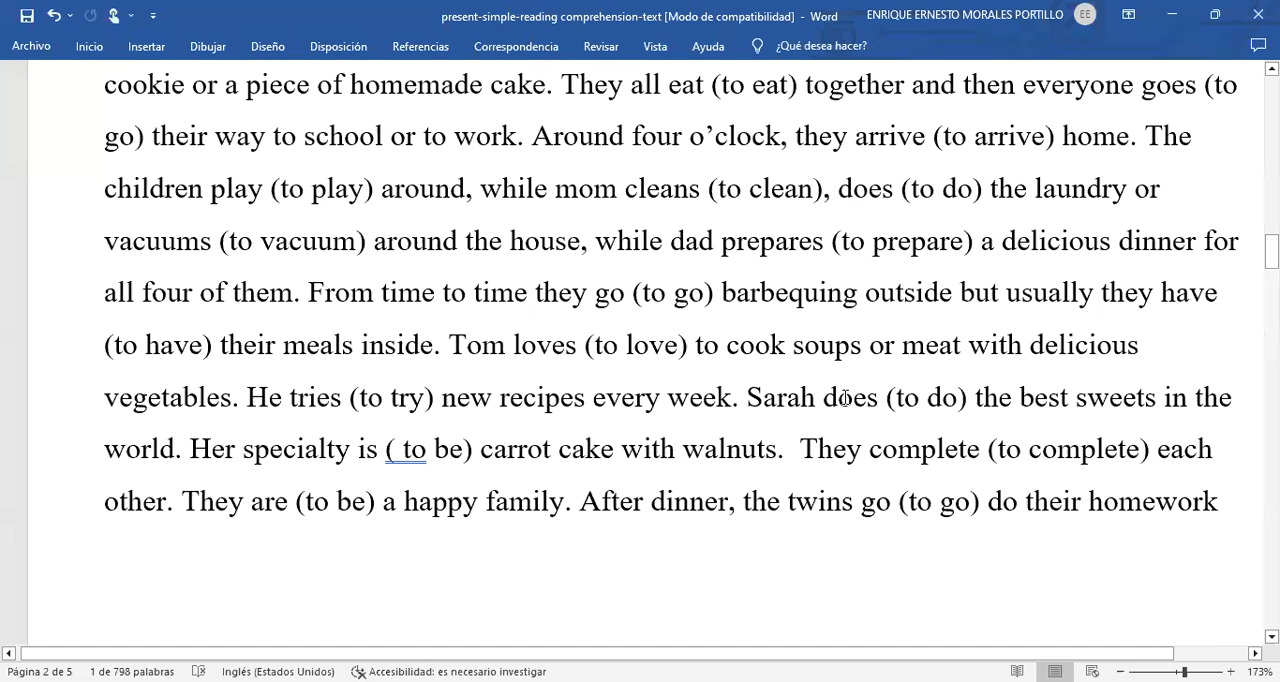 present-simple-reading comprehension-text [Modo de compatibilidad] - Word
ENRIQUE ERNESTO MORALES PORTILLO
EE
Archivo Inicio Insertar Dibujar Diseño Disposición Referencias Correspondencia Revisar Vista Ayuda ¿Qué desea hacer?
cookie or a piece of homemade cake. They all eat (to eat) together and then everyone goes (to
go) their way to school or to work. Around four o’clock, they arrive (to arrive) home. The
children play (to play) around, while mom cleans (to clean), does (to do) the laundry or
vacuums (to vacuum) around the house, while dad prepares (to prepare) a delicious dinner for
all four of them. From time to time they go (to go) barbequing outside but usually they have
(to have) their meals inside. Tom loves (to love) to cook soups or meat with delicious
vegetables. He tries (to try) new recipes every week. Sarah does (to do) the best sweets in the
world. Her specialty is ( to be) carrot cake with walnuts.  They complete (to complete) each
other. They are (to be) a happy family. After dinner, the twins go (to go) do their homework
Página 2 de 5 1 de 798 palabras Inglés (Estados Unidos) Accesibilidad: es necesario investigar 173%